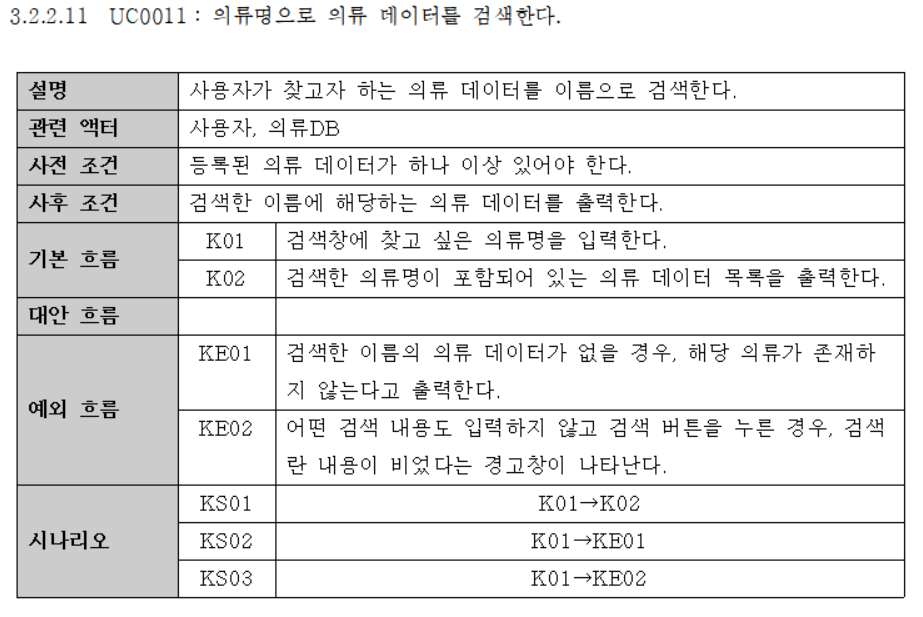 3.2.2.11 UC0011 : 의류명으로 의류 데이터를 검색한다.
설명 사용자가 찾고자 하는 의류 데이터를 이름으로 검색한다.
관련 액터 사용자, 의류DB
사전 조건 등록된 의류 데이터가 하나 이상 있어야 한다.
사후 조건 검색한 이름에 해당하는 의류 데이터를 출력한다.
기본 흐름
K01 검색창에 찾고 싶은 의류명을 입력한다.
K02 검색한 의류명이 포함되어 있는 의류 데이터 목록을 출력한다.
대안 흐름
예외 흐름
KE01 검색한 이름의 의류 데이터가 없을 경우, 해당 의류가 존재하
지 않는다고 출력한다.
KE02 어떤 검색 내용도 입력하지 않고 검색 버튼을 누른 경우, 검색
란 내용이 비었다는 경고창이 나타난다.
시나리오
KS01 K01→K02
KS02 K01→KE01
KS03 K01→KE02